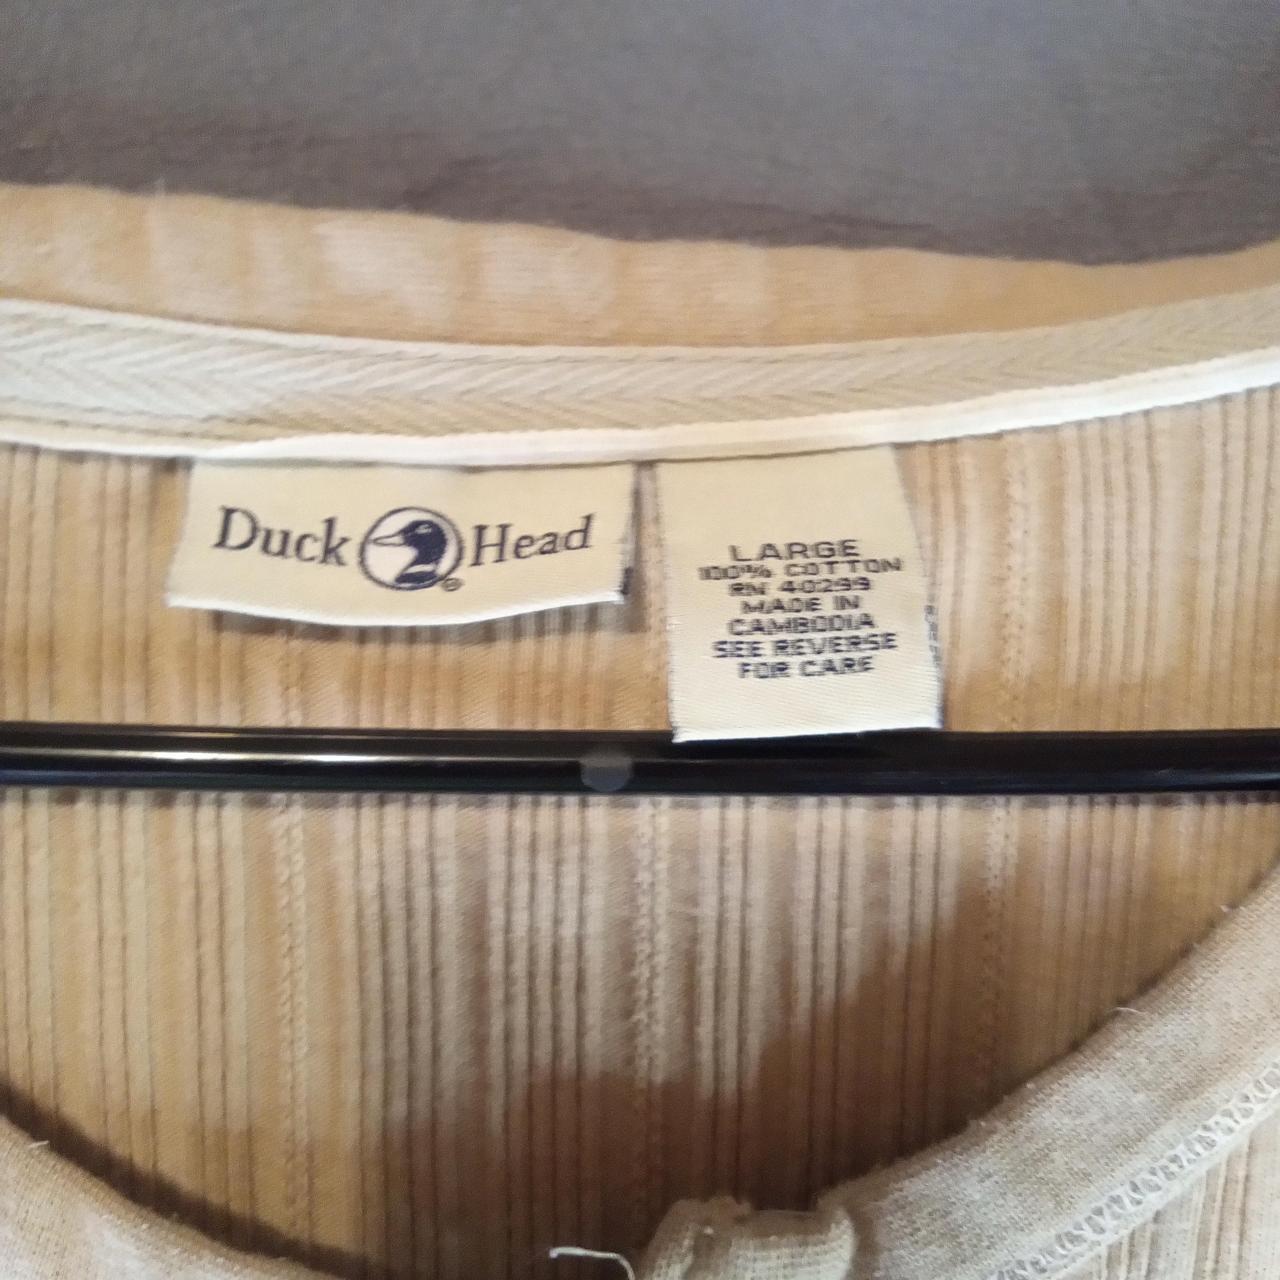 Duck Head
®
LARGE
100% COTTON
RN 40299
MADE IN
CAMBODIA
SEE REVERSE
FOR CARE